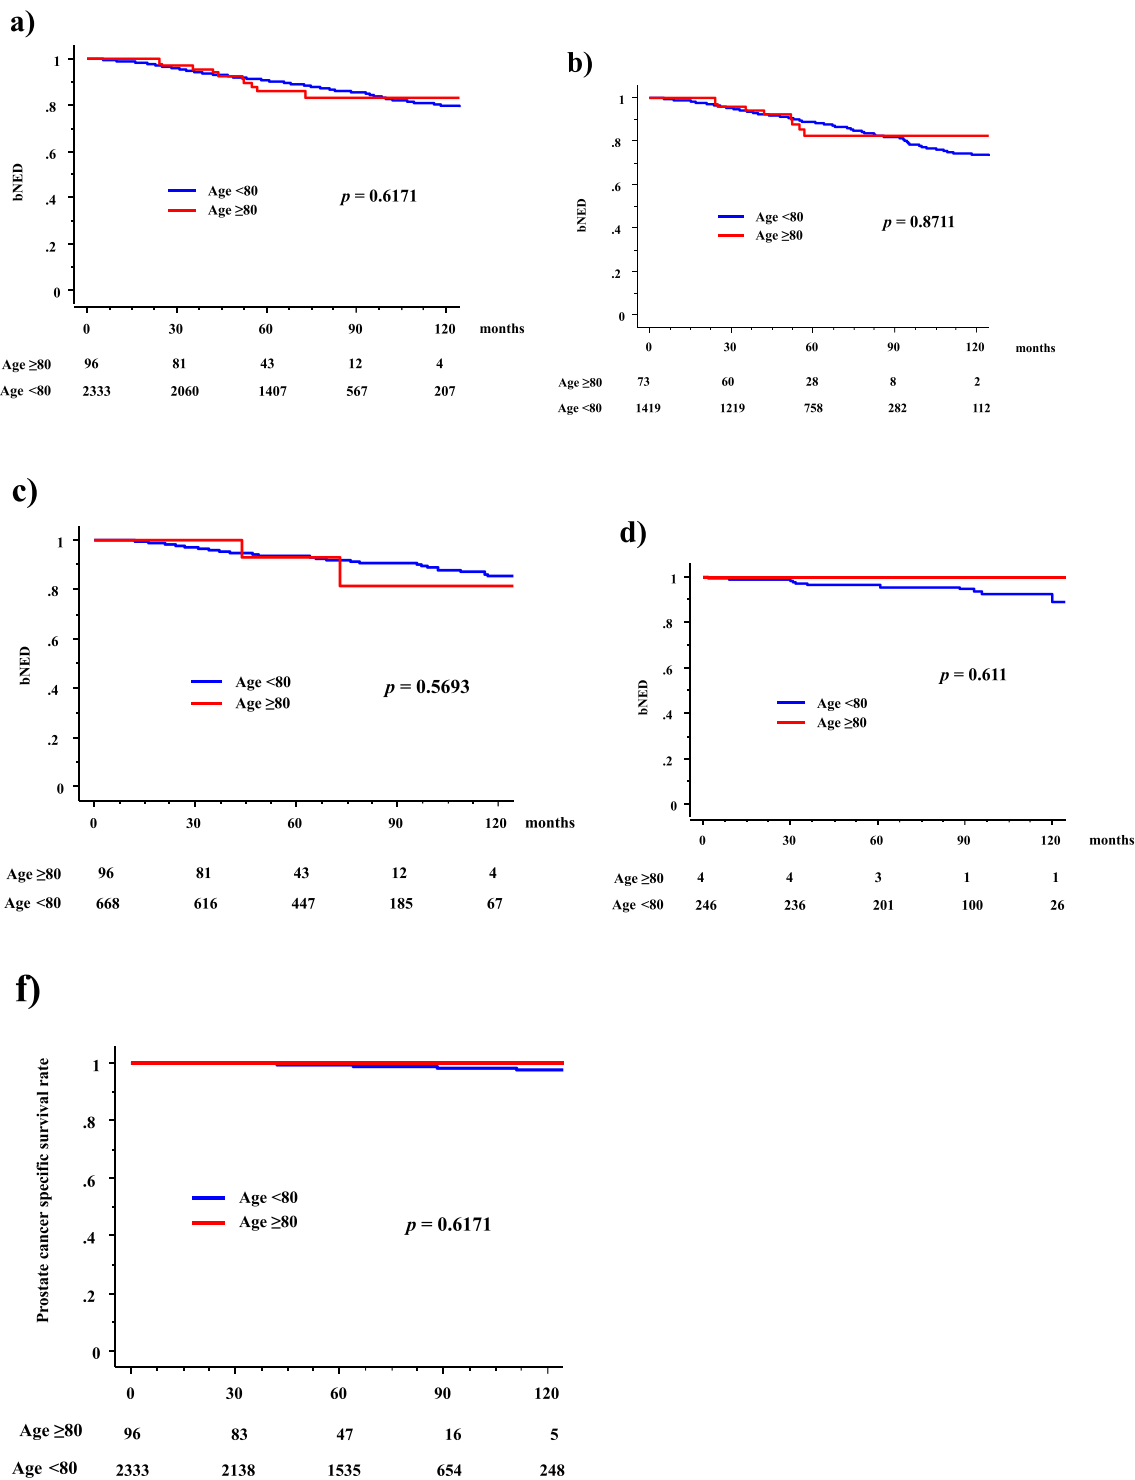 a)
1
.8
.6
.4
.2
0
bNED
Age <80
Age ≥80
p = 0.6171
0 30 60 90 120 months
Age ≥80 96 81 43 12 4
Age <80 2333 2060 1407 567 207
b)
1
.8
.6
.4
.2
0
bNED
Age <80
Age ≥80
p = 0.8711
0 30 60 90 120 months
Age ≥80 73 60 28 8 2
Age <80 1419 1219 758 282 112
c)
1
.8
.6
.4
.2
0
bNED
Age <80
Age ≥80
p = 0.5693
0 30 60 90 120 months
Age ≥80 96 81 43 12 4
Age <80 668 616 447 185 67
d)
1
.8
.6
.4
.2
0
bNED
Age <80
Age ≥80
p = 0.611
0 30 60 90 120 months
Age ≥80 4 4 3 1 1
Age <80 246 236 201 100 26
f)
1
.8
.6
.4
.2
0
Prostate cancer specific survival rate
Age <80
Age ≥80
p = 0.6171
0 30 60 90 120
Age ≥80 96 83 47 16 5
Age <80 2333 2138 1535 654 248